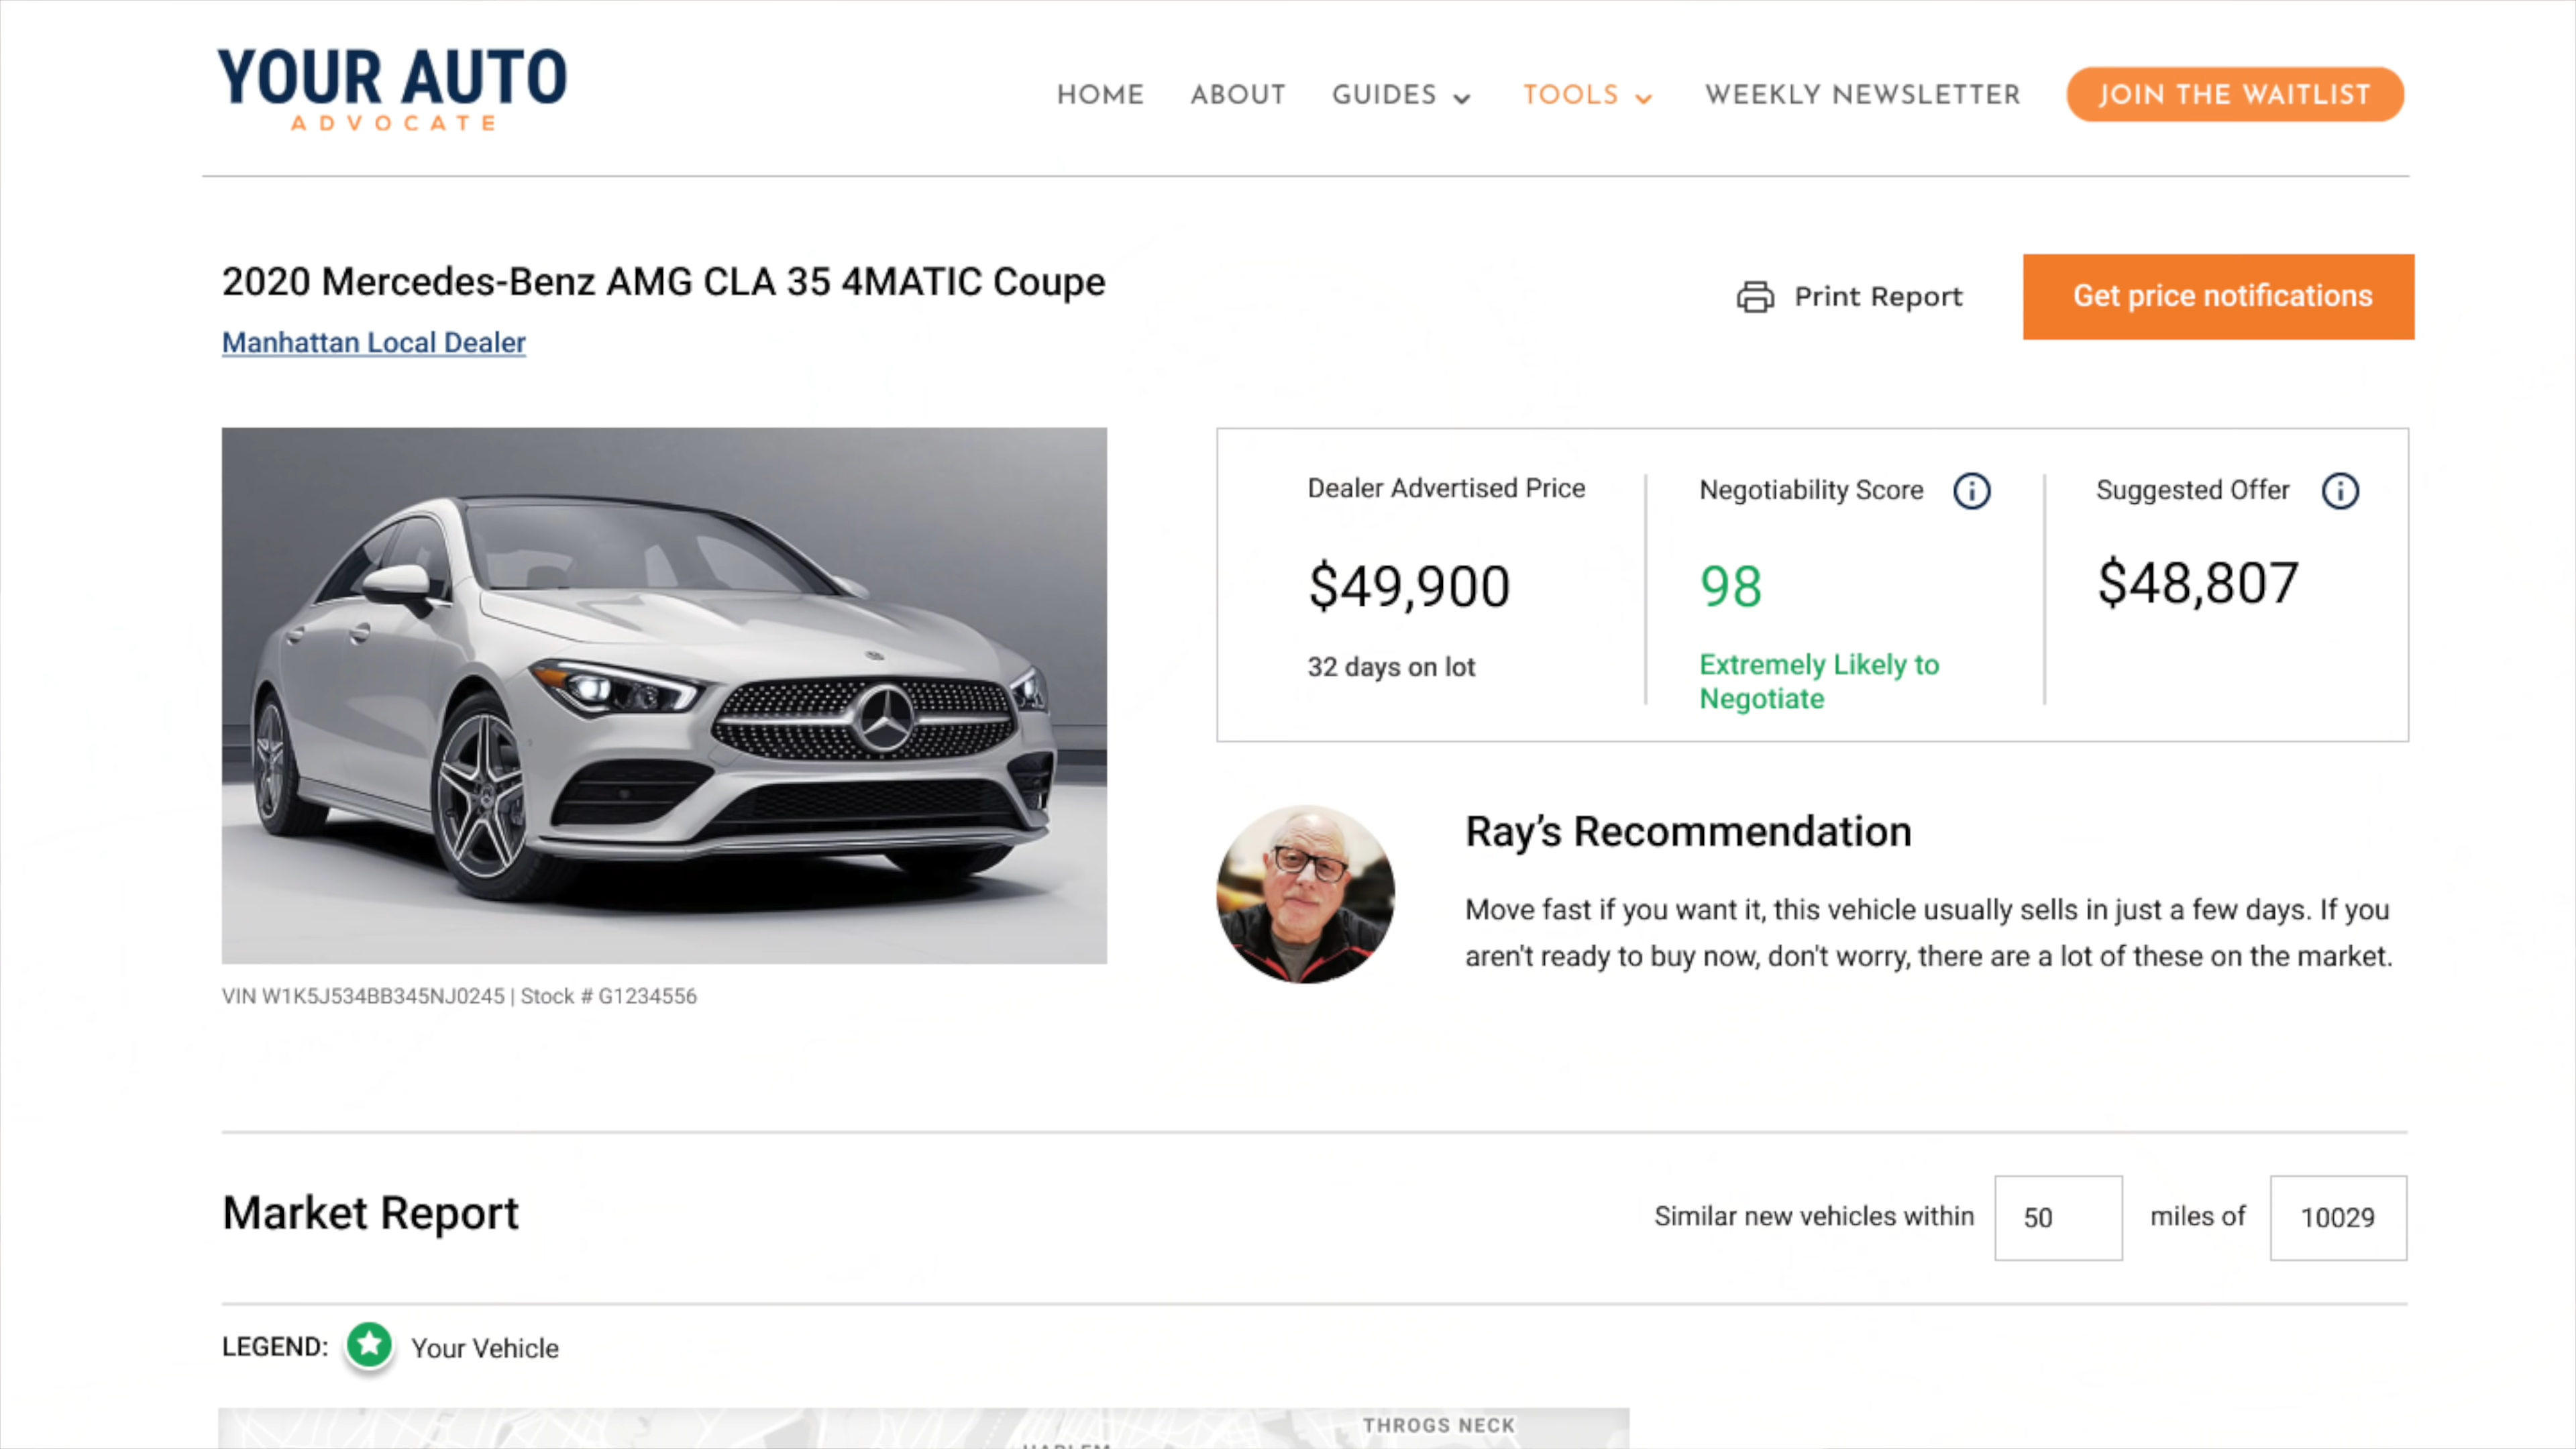 YOUR AUTO
ADVOCATE
HOME ABOUT GUIDES TOOLS WEEKLY NEWSLETTER JOIN THE WAITLIST
2020 Mercedes-Benz AMG CLA 35 4MATIC Coupe
Manhattan Local Dealer
Print Report
Get price notifications
Dealer Advertised Price
$49,900
32 days on lot
Negotiability Score
98
Extremely Likely to
Negotiate
Suggested Offer
$48,807
Ray's Recommendation
Move fast if you want it, this vehicle usually sells in just a few days. If you
aren't ready to buy now, don't worry, there are a lot of these on the market.
VIN W1K5J534BB345NJ0245 | Stock # G1234556
Market Report
Similar new vehicles within 50 miles of 10029
LEGEND: Your Vehicle
THROGS NECK
HARLEM